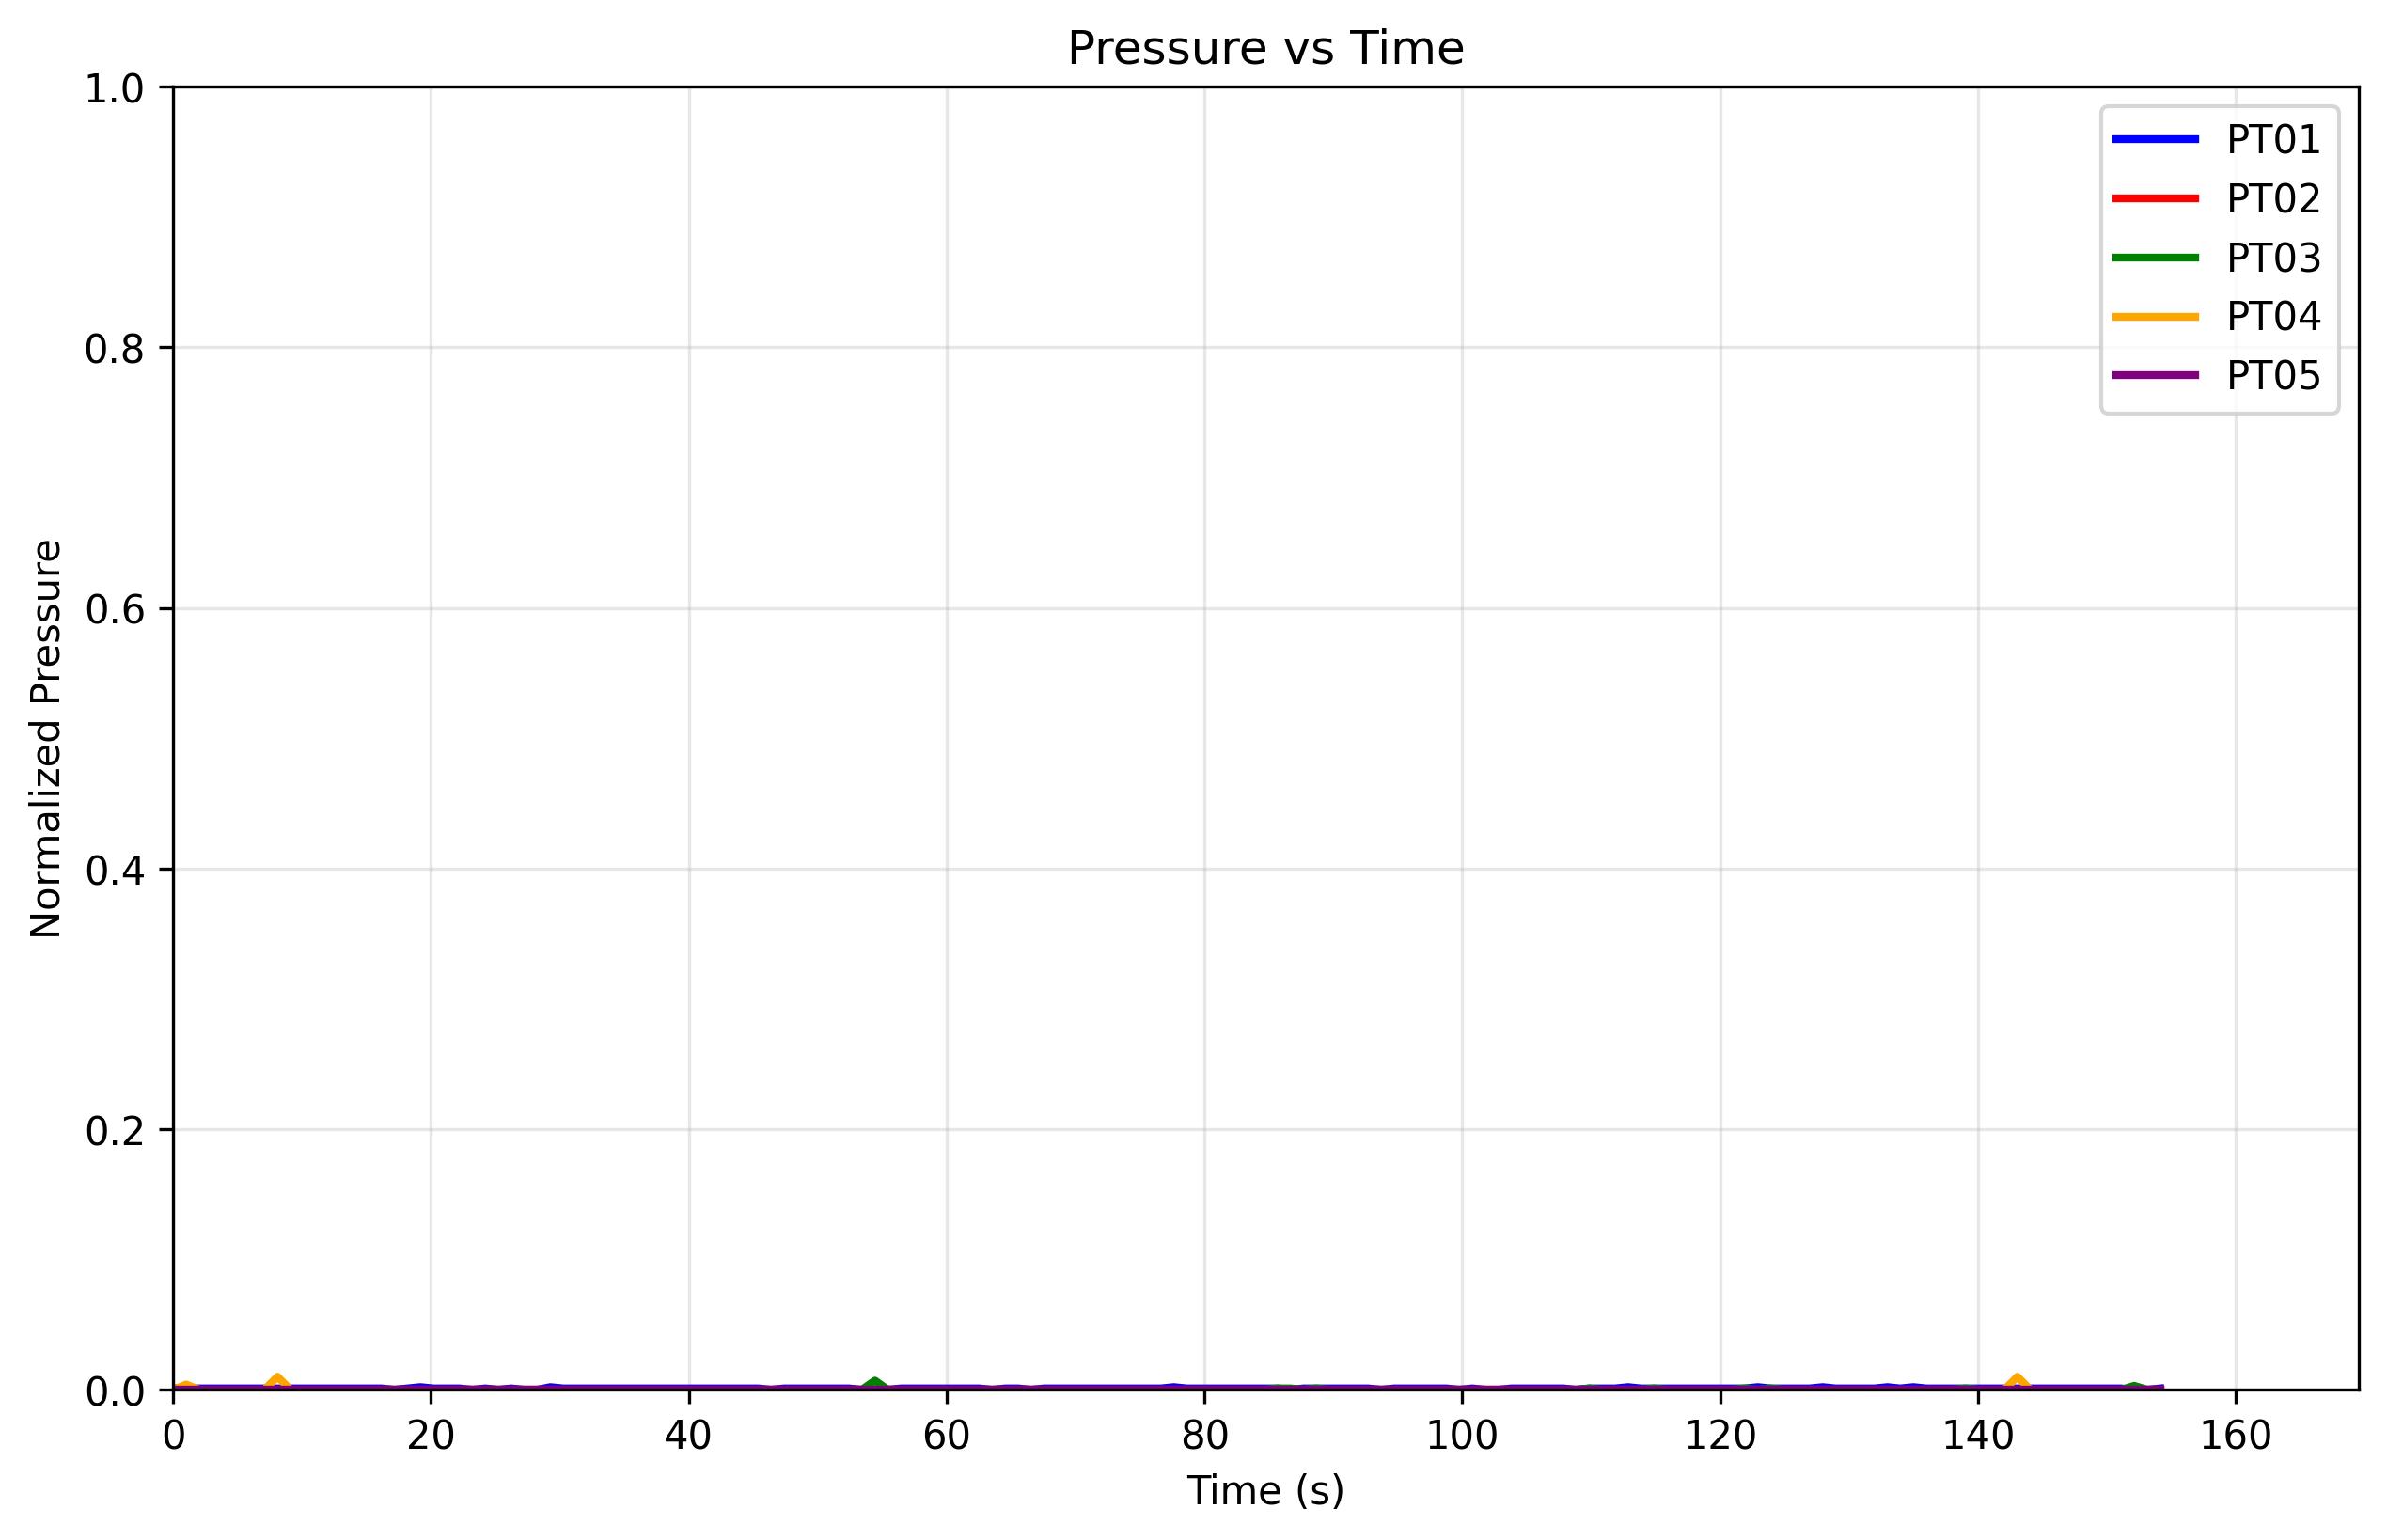 Pressure vs Time
1.0
0.8
0.6
0.4
0.2
0.0
Normalized Pressure
PT01
PT02
PT03
PT04
PT05
0 20 40 60 80 100 120 140 160
Time (s)